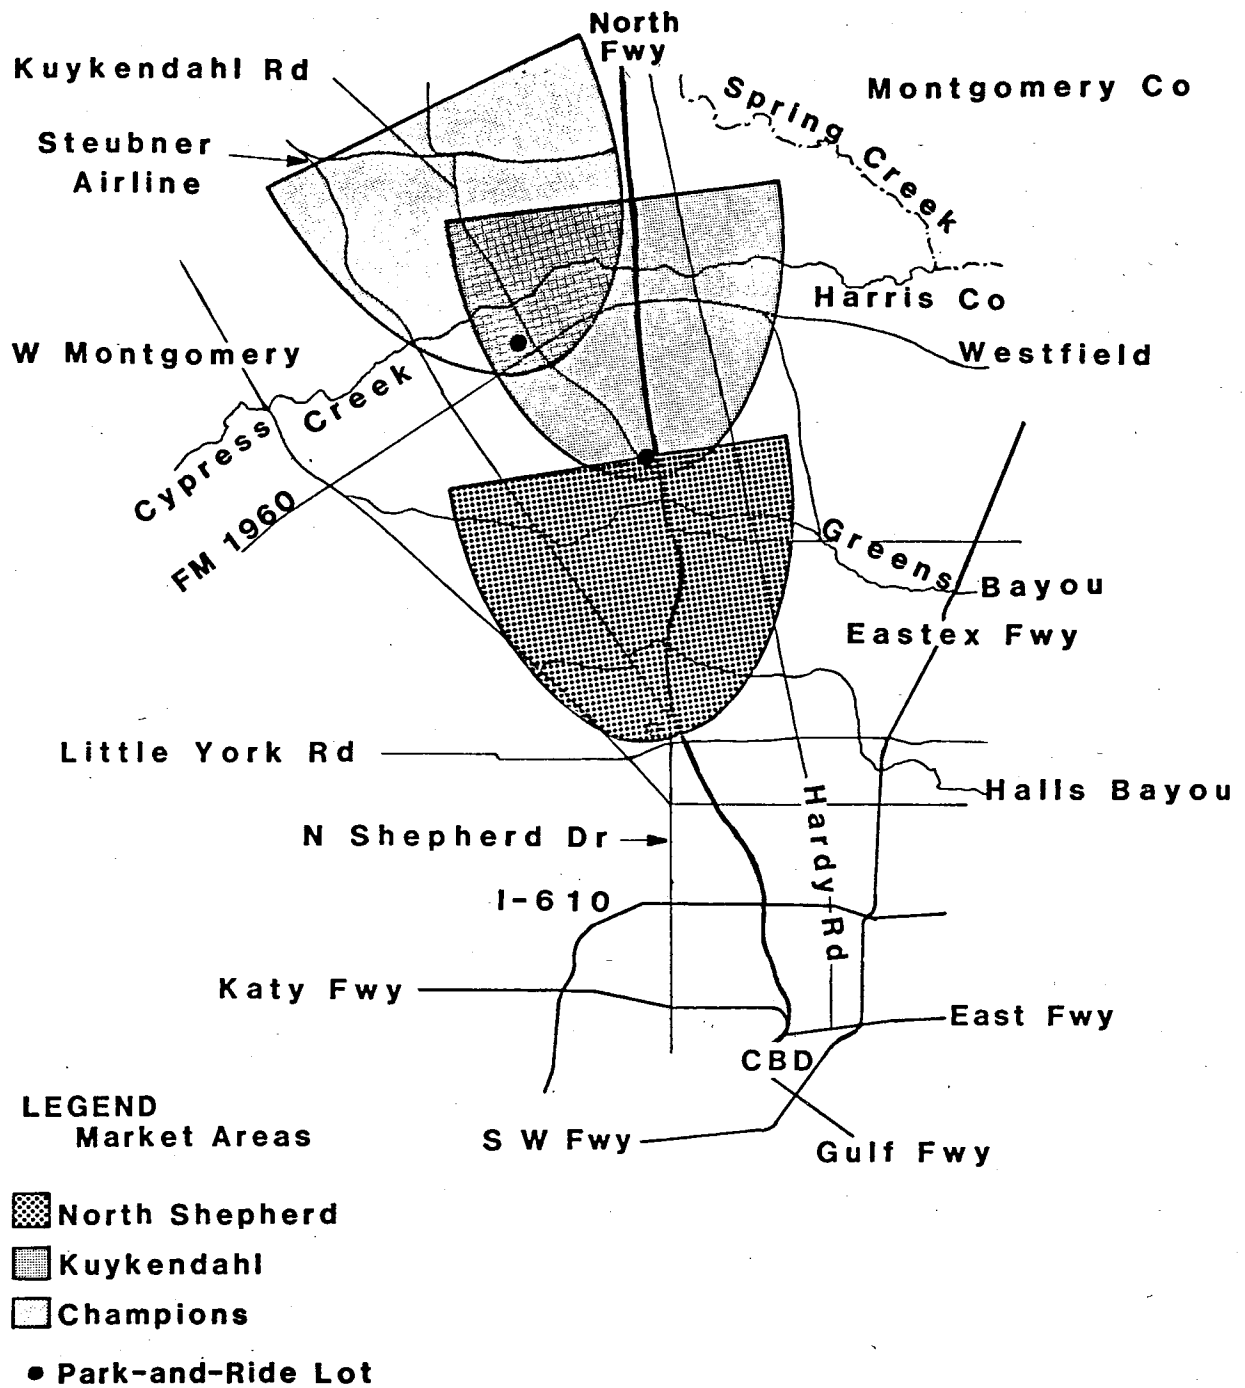 North
Fwy
Kuykendahl Rd
Montgomery Co
Spring Creek
Steubner
Airline
Harris Co
W Montgomery
Westfield
Cypress Creek
FM 1960
Greens Bayou
Eastex Fwy
Little York Rd
Halls Bayou
N Shepherd Dr
Hardy Rd
I-610
Katy Fwy
East Fwy
CBD
S W Fwy
Gulf Fwy
LEGEND
Market Areas
North Shepherd
Kuykendahl
Champions
Park-and-Ride Lot